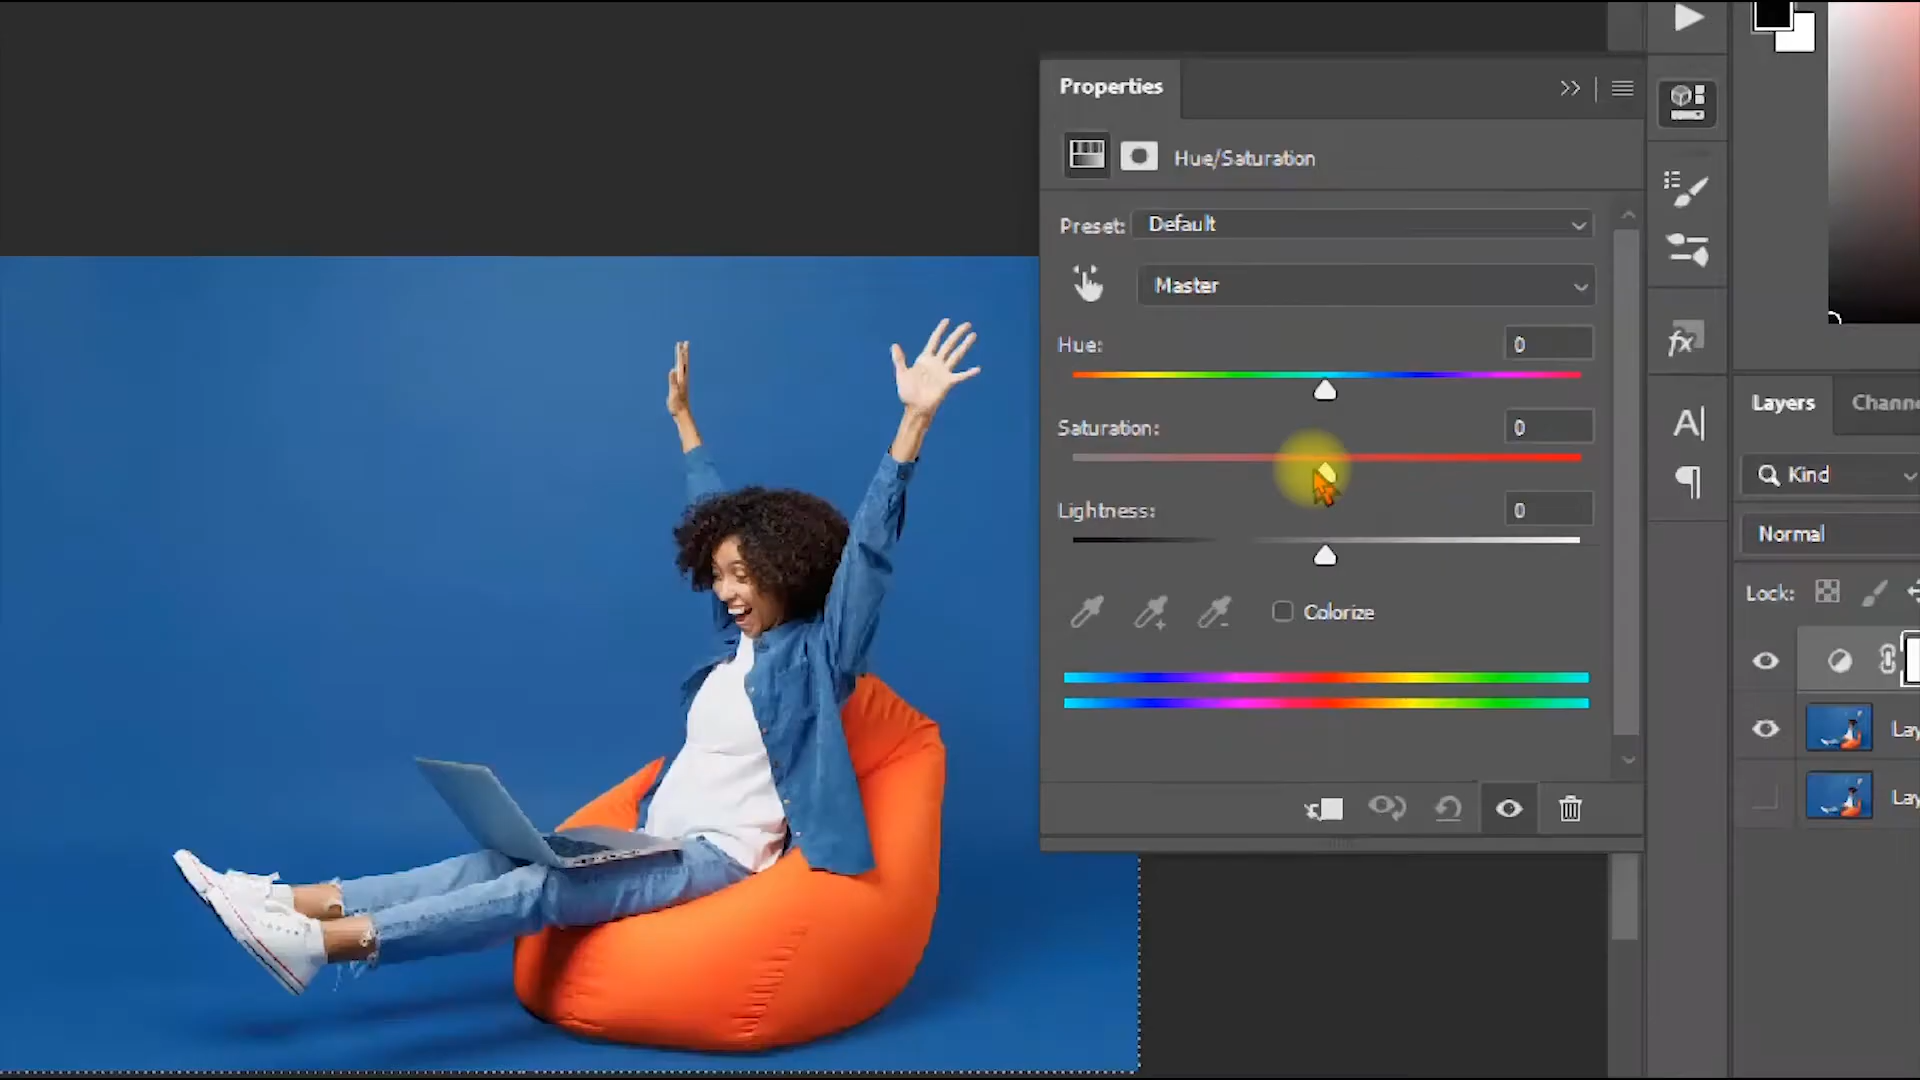 Properties
Hue/Saturation
Preset: Default
Master
Hue: 0
Saturation: 0
Lightness: 0
Colorize
Layers
Kind
Normal
Lock: